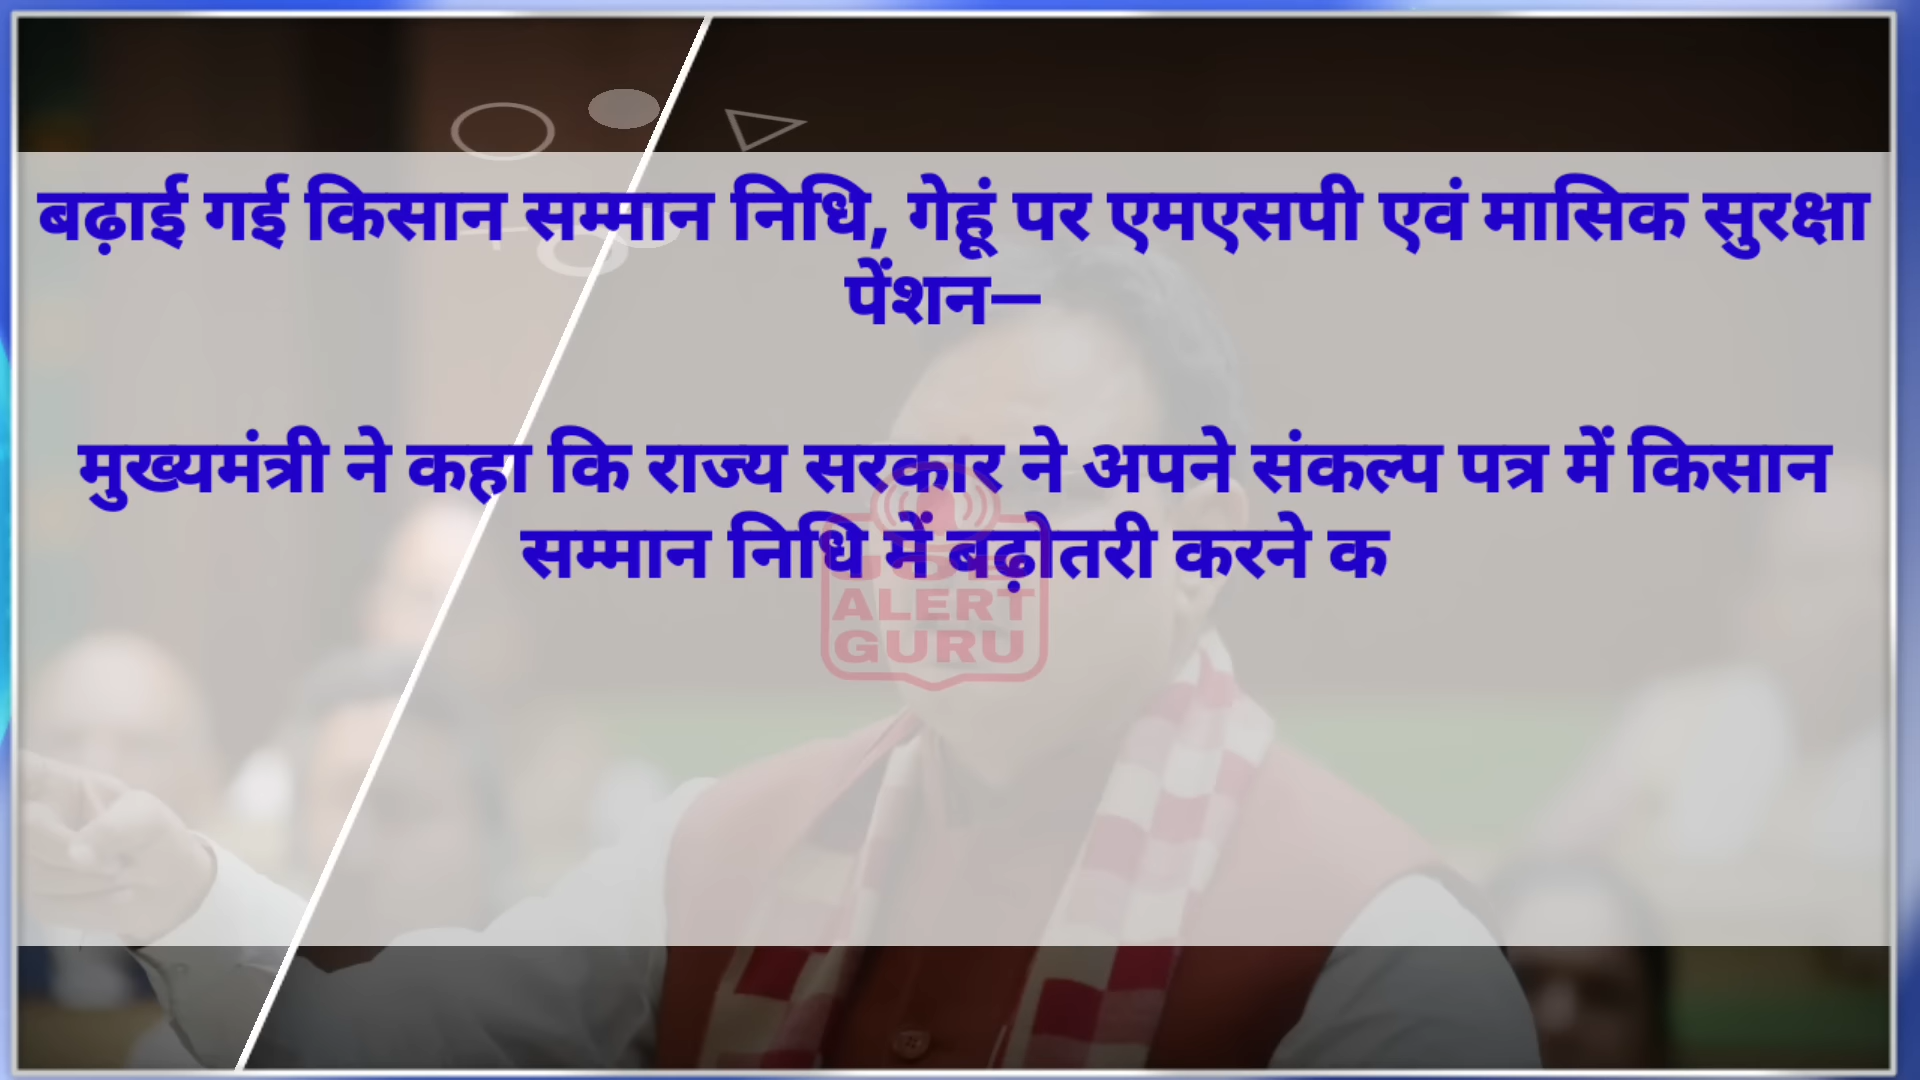 बढ़ाई गई किसान सम्मान निधि, गेहूं पर एमएसपी एवं मासिक सुरक्षा
पेंशन—
मुख्यमंत्री ने कहा कि राज्य सरकार ने अपने संकल्प पत्र में किसान
सम्मान निधि में बढ़ोतरी करने क
JOB
ALERT
GURU